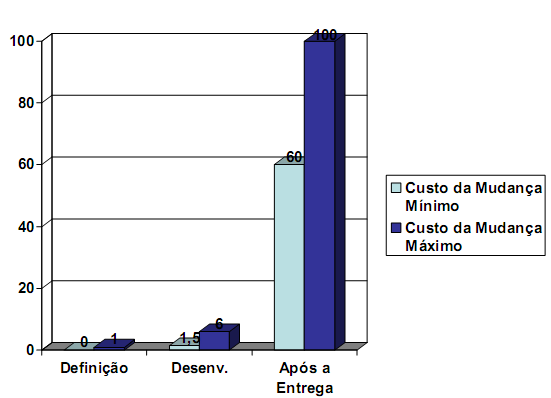 100
80
60
40
20
0
0
1
1,5
6
60
100
Definição
Desenv.
Após a
Entrega
Custo da Mudança
Mínimo
Custo da Mudança
Máximo